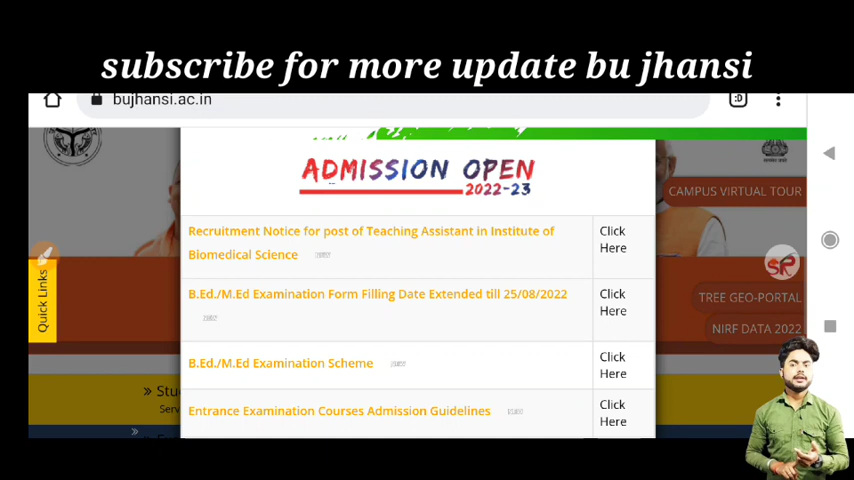 subscribe for more update bu jhansi
bujhansi.ac.in
:D
ADMISSION OPEN
2022-23
CAMPUS VIRTUAL TOUR
Recruitment Notice for post of Teaching Assistant in Institute of
Biomedical Science
Click
Here
Quick Links
SR
B.Ed./M.Ed Examination Form Filling Date Extended till 25/08/2022
Click
Here
TREE GEO-PORTAL
NIRF DATA 2022
B.Ed./M.Ed Examination Scheme
Click
Here
» Stu
Serv
Entrance Examination Courses Admission Guidelines
Click
Here
»